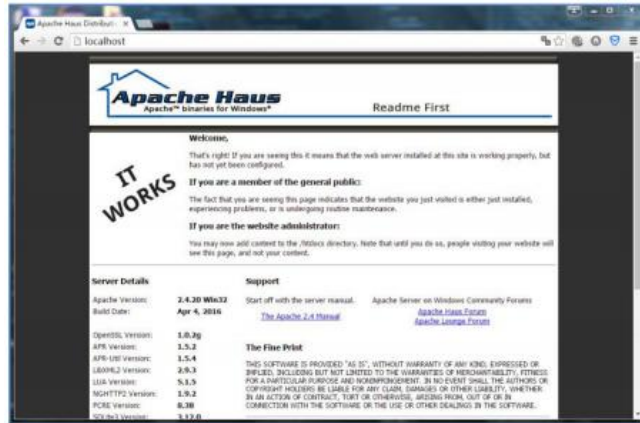 Apache Haus Distributi
localhost
Apache Haus
Apache™ binaries for Windows®
Readme First
IT
WORKS
Welcome,
That's right! If you are seeing this it means that the web server installed at this site is working properly, but
has not yet been configured.
If you are a member of the general public:
The fact that you are seeing this page indicates that the website you just visited is either just installed,
experiencing problems, or is undergoing routine maintenance.
If you are the website administrator:
You may now add content to the /htdocs directory. Note that until you do so, people visiting your website will
see this page, and not your content.
Server Details
Apache Version: 2.4.20 Win32
Build Date: Apr 4, 2016
OpenSSL Version: 1.0.2g
APR Version: 1.5.2
APR-Util Version: 1.5.4
LibXML2 Version: 2.9.3
LUA Version: 5.1.5
NGHTTP2 Version: 1.9.2
PCRE Version: 8.38
SQLite3 Version: 3.12.0
Support
Start off with the server manual.
The Apache 2.4 Manual
Apache Server on Windows Community Forums
Apache Haus Forum
Apache Lounge Forum
The Fine Print
THIS SOFTWARE IS PROVIDED "AS IS", WITHOUT WARRANTY OF ANY KIND, EXPRESSED OR
IMPLIED, INCLUDING BUT NOT LIMITED TO THE WARRANTIES OF MERCHANTABILITY, FITNESS
FOR A PARTICULAR PURPOSE AND NONINFRINGEMENT. IN NO EVENT SHALL THE AUTHORS OR
COPYRIGHT HOLDERS BE LIABLE FOR ANY CLAIM, DAMAGES OR OTHER LIABILITY, WHETHER
IN AN ACTION OF CONTRACT, TORT OR OTHERWISE, ARISING FROM, OUT OF OR IN
CONNECTION WITH THE SOFTWARE OR THE USE OR OTHER DEALINGS IN THE SOFTWARE.